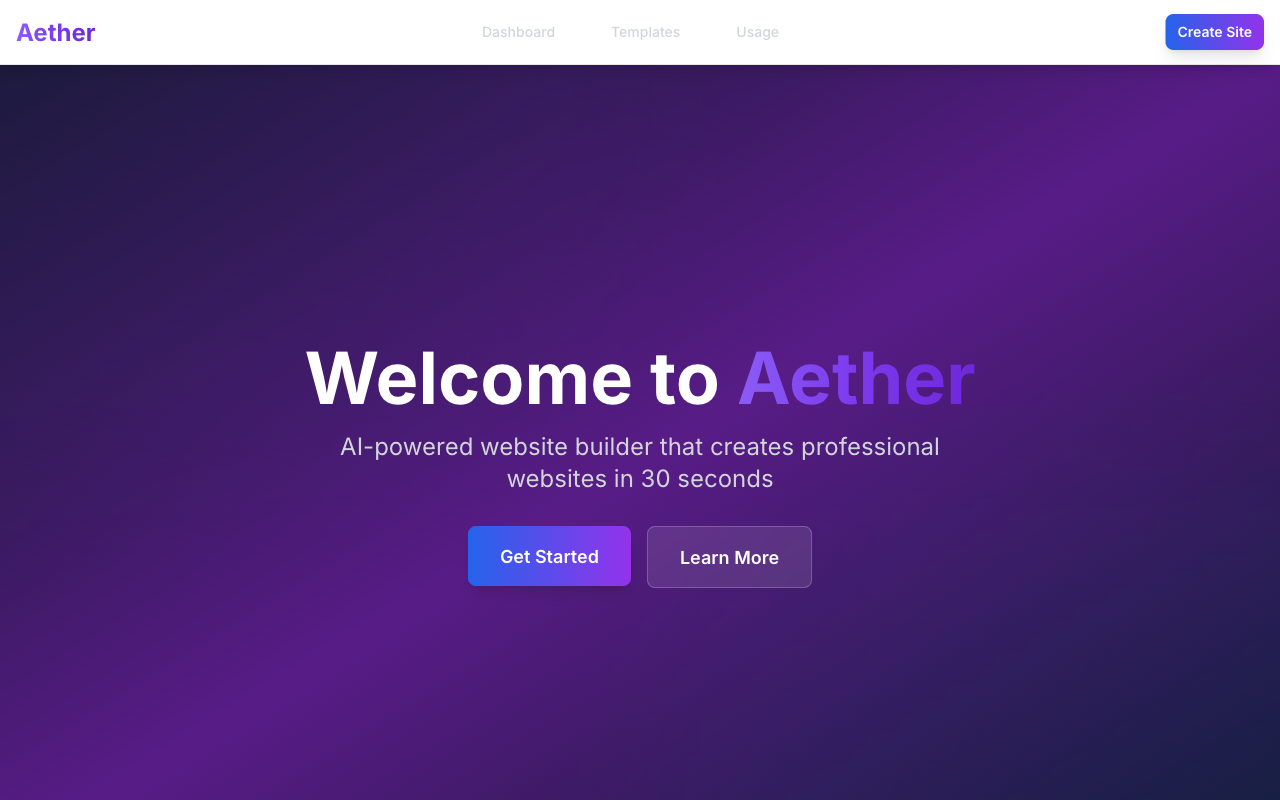 Aether
Dashboard
Templates
Usage
Create Site
Welcome to Aether
AI-powered website builder that creates professional
websites in 30 seconds
Get Started
Learn More